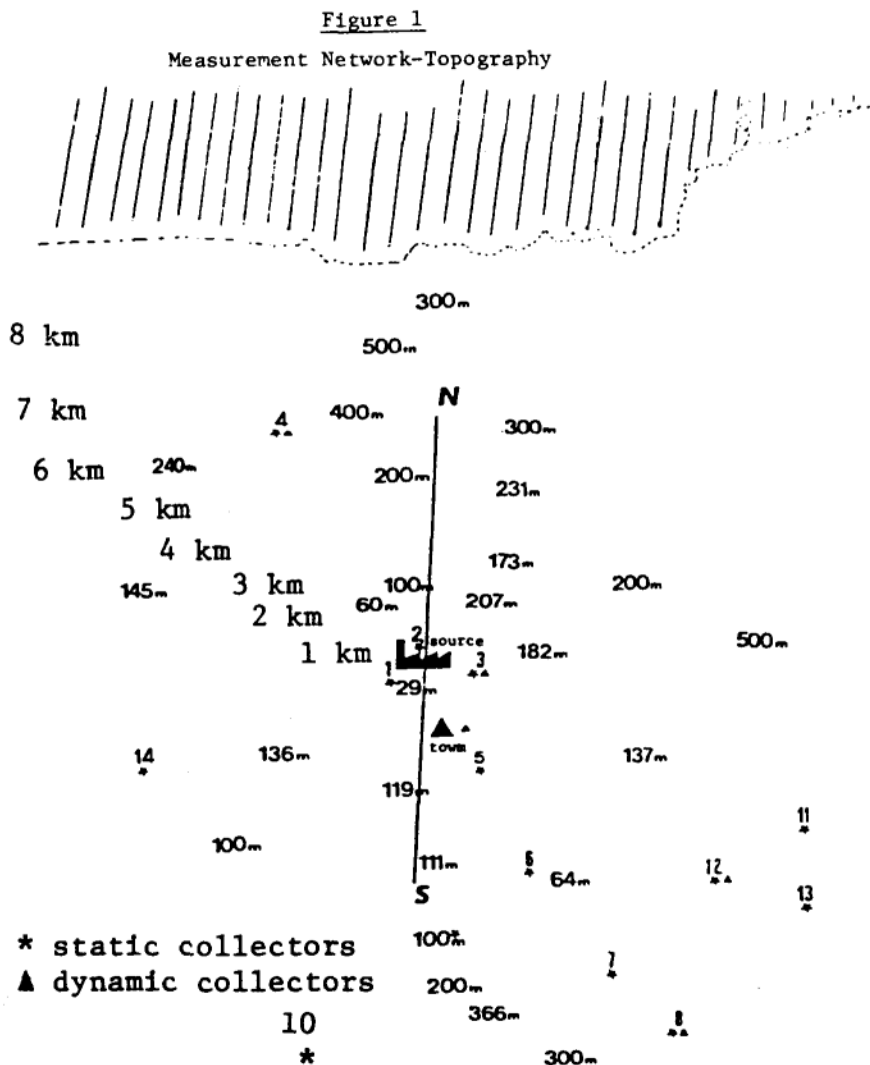 Figure 1
Measurement Network-Topography
300m
8 km
500m
N
7 km
4
400m
300m
6 km
240m
200m
231m
5 km
4 km
173m
145m
3 km
100m
200m
60m
207m
2 km
2
source
1 km
3
182m
500m
1
29m
town
14
136m
5
137m
119m
11
100m
111m
6
64m
12
13
S
* static collectors
100m
7
▲ dynamic collectors
200m
10
366m
8
*
300m